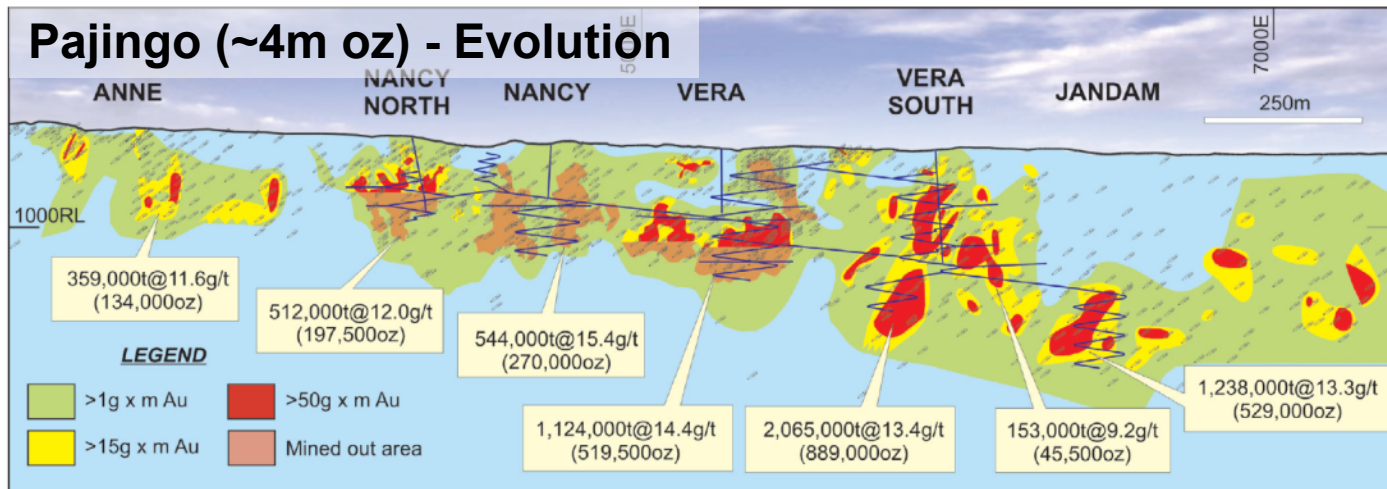 Pajingo (~4m oz) - Evolution
5000E
7000E
ANNE
NANCY
NORTH
NANCY
VERA
VERA
SOUTH
JANDAM
250m
1000RL
359,000t@11.6g/t
(134,000oz)
512,000t@12.0g/t
(197,500oz)
544,000t@15.4g/t
(270,000oz)
1,124,000t@14.4g/t
(519,500oz)
2,065,000t@13.4g/t
(889,000oz)
153,000t@9.2g/t
(45,500oz)
1,238,000t@13.3g/t
(529,000oz)
LEGEND
>1g x m Au
>50g x m Au
>15g x m Au
Mined out area